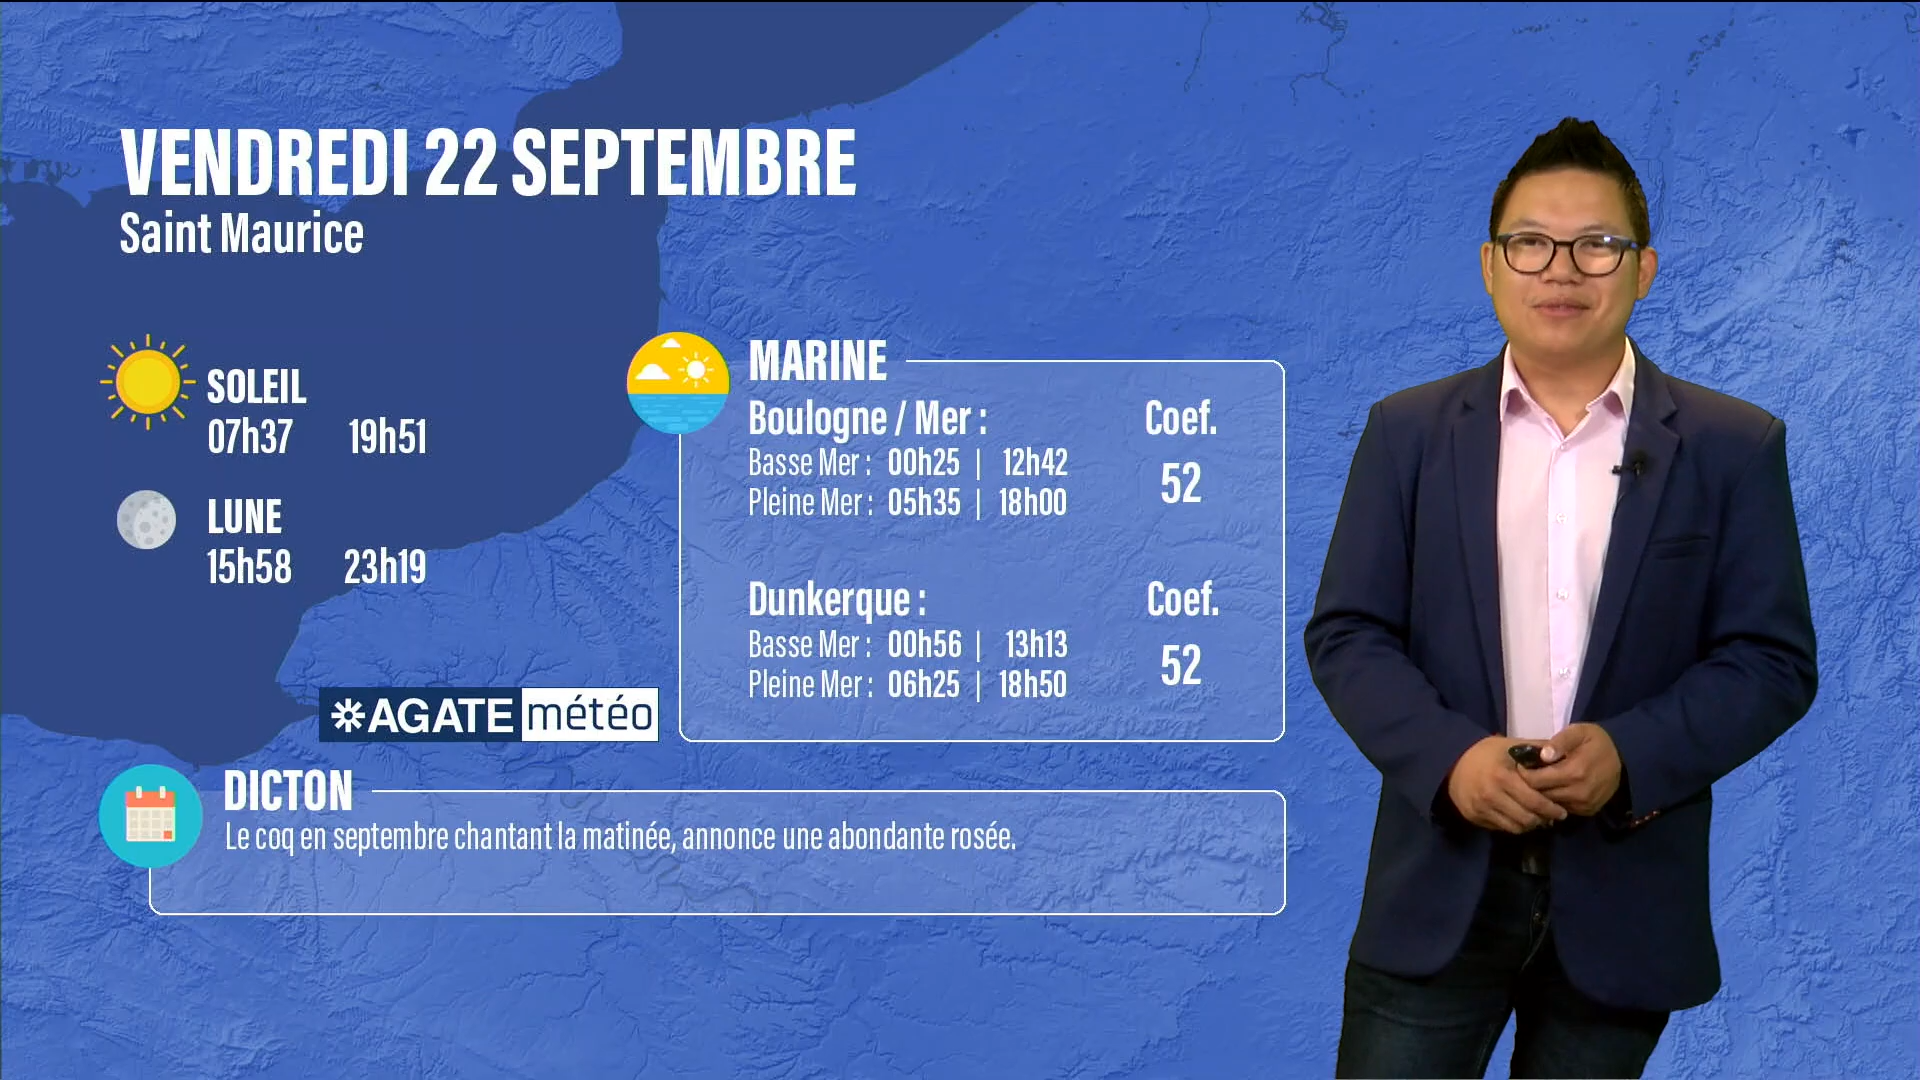 VENDREDI 22 SEPTEMBRE
Saint Maurice
SOLEIL
07h37 19h51
LUNE
15h58 23h19
MARINE
Boulogne / Mer : Coef.
Basse Mer : 00h25 | 12h42
52
Pleine Mer : 05h35 | 18h00
Dunkerque : Coef.
Basse Mer : 00h56 | 13h13
52
Pleine Mer : 06h25 | 18h50
AGATE météo
DICTON
Le coq en septembre chantant la matinée, annonce une abondante rosée.